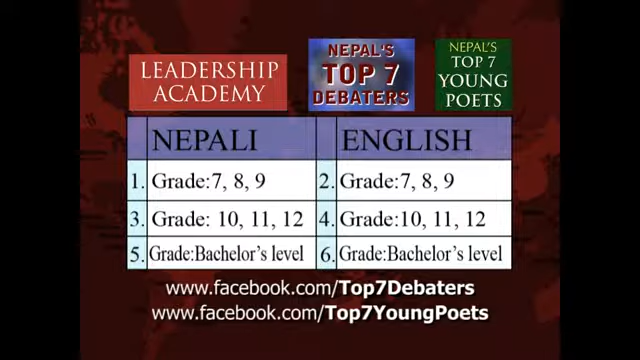 LEADERSHIP
ACADEMY
NEPAL'S
TOP 7
DEBATERS
NEPAL'S
TOP 7
YOUNG
POETS
NEPALI ENGLISH
1. Grade:7, 8, 9 2. Grade:7, 8, 9
3. Grade: 10, 11, 12 4. Grade:10, 11, 12
5. Grade:Bachelor's level 6. Grade:Bachelor's level
www.facebook.com/Top7Debaters
www.facebook.com/Top7YoungPoets